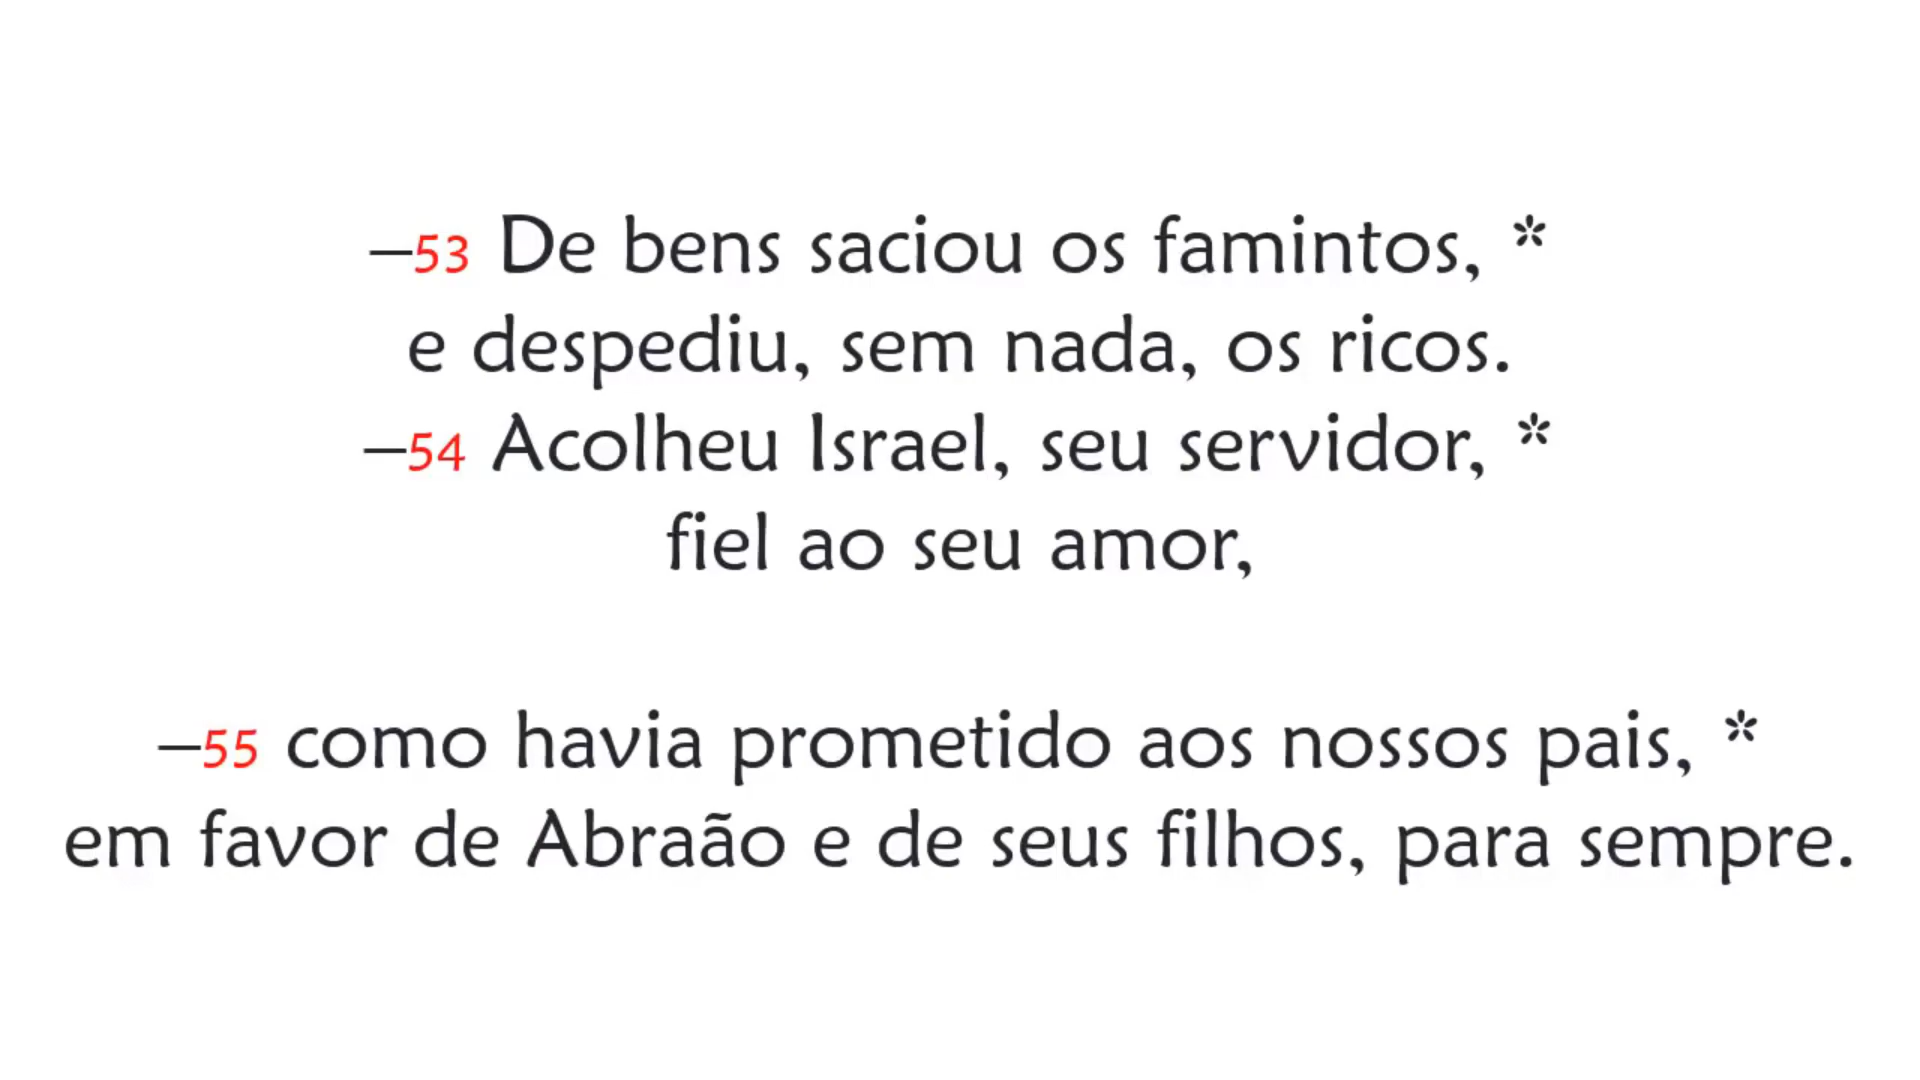 –53 De bens saciou os famintos, *
e despediu, sem nada, os ricos.
–54 Acolheu Israel, seu servidor, *
fiel ao seu amor,
–55 como havia prometido aos nossos pais, *
em favor de Abraão e de seus filhos, para sempre.